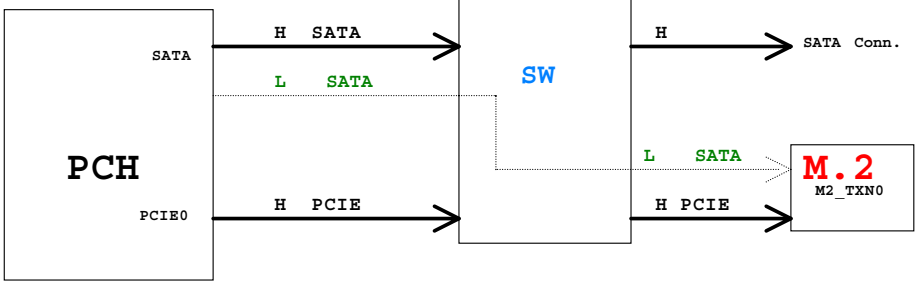 H SATA
H
SATA
SATA Conn.
L SATA
SW
PCH
L SATA
M.2
M2_TXN0
PCIE0
H PCIE
H PCIE